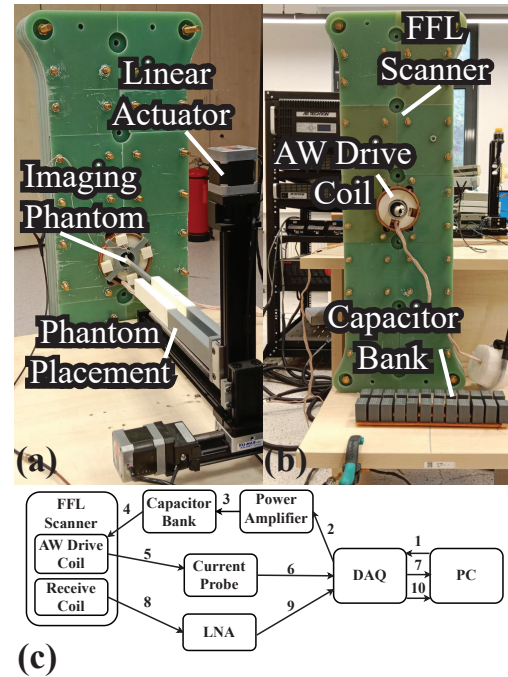 Linear
Actuator
Imaging
Phantom
Phantom
Placement
(a)
FFL
Scanner
AW Drive
Coil
Capacitor
Bank
(b)
FFL
Scanner
AW Drive
Coil
Receive
Coil
4
Capacitor
Bank
3
Power
Amplifier
2
5
Current
Probe
6
8
LNA
9
DAQ
1
7
10
PC
(c)